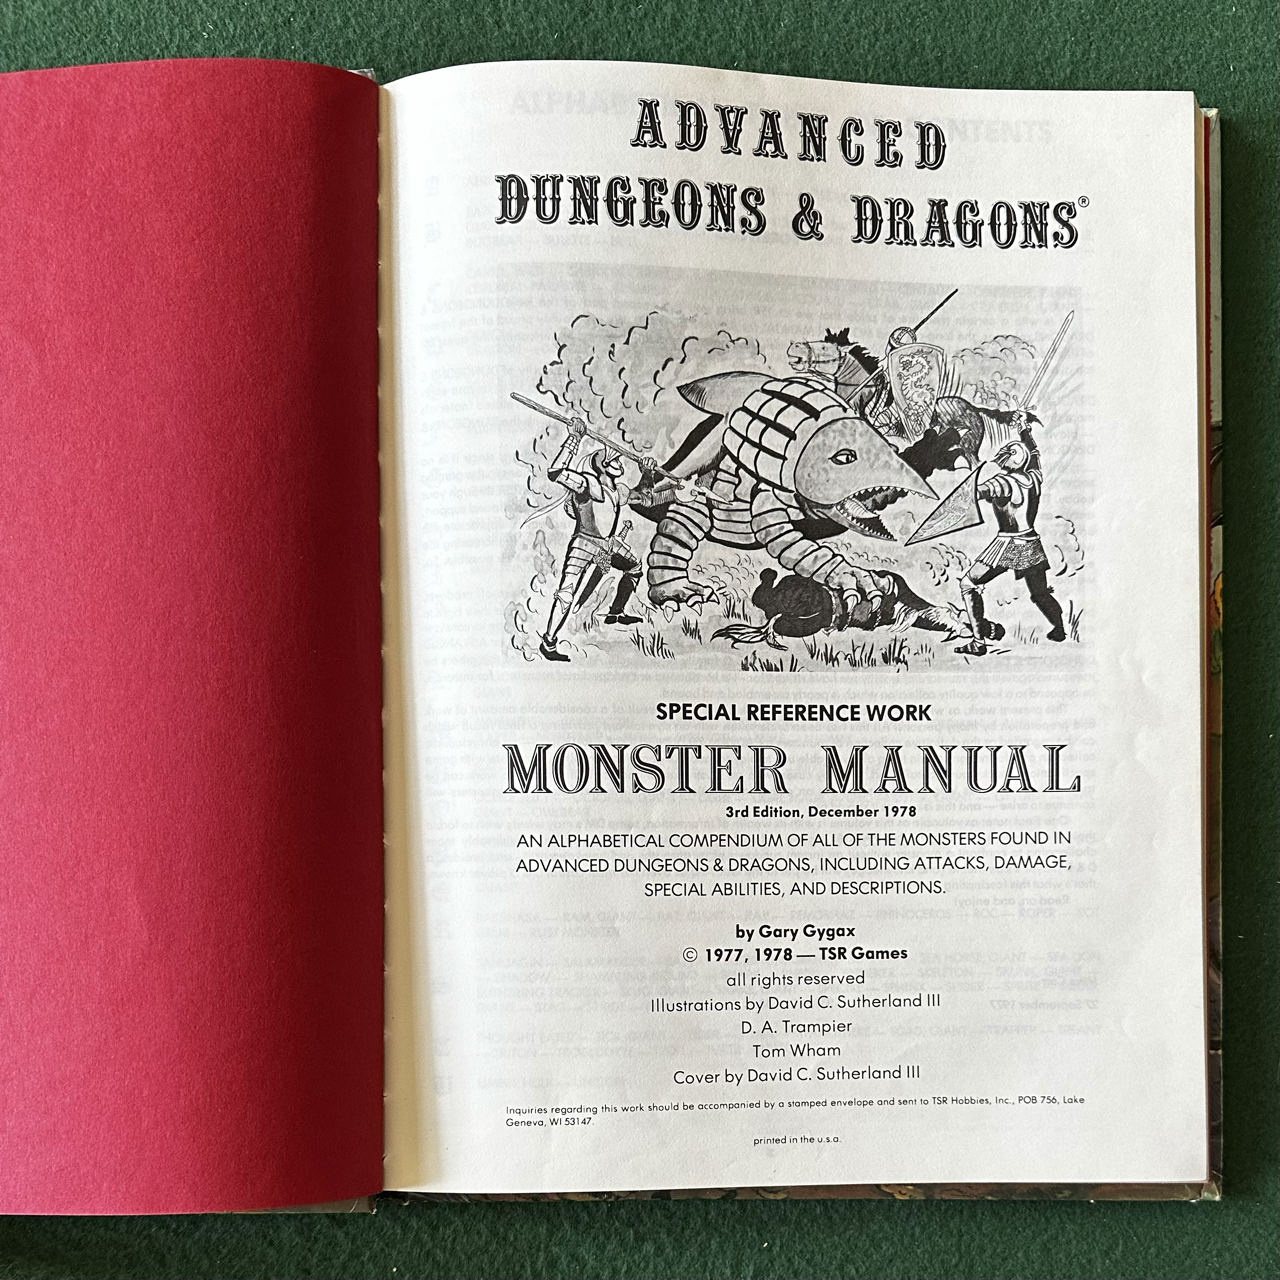 ADVANCED
DUNGEONS & DRAGONS®
SPECIAL REFERENCE WORK
MONSTER MANUAL
3rd Edition, December 1978
AN ALPHABETICAL COMPENDIUM OF ALL OF THE MONSTERS FOUND IN
ADVANCED DUNGEONS & DRAGONS, INCLUDING ATTACKS, DAMAGE,
SPECIAL ABILITIES, AND DESCRIPTIONS.
by Gary Gygax
© 1977, 1978 — TSR Games
all rights reserved
Illustrations by David C. Sutherland III
D. A. Trampier
Tom Wham
Cover by David C. Sutherland III
Inquiries regarding this work should be accompanied by a stamped envelope and sent to TSR Hobbies, Inc., POB 756, Lake
Geneva, WI 53147.
printed in the u.s.a.